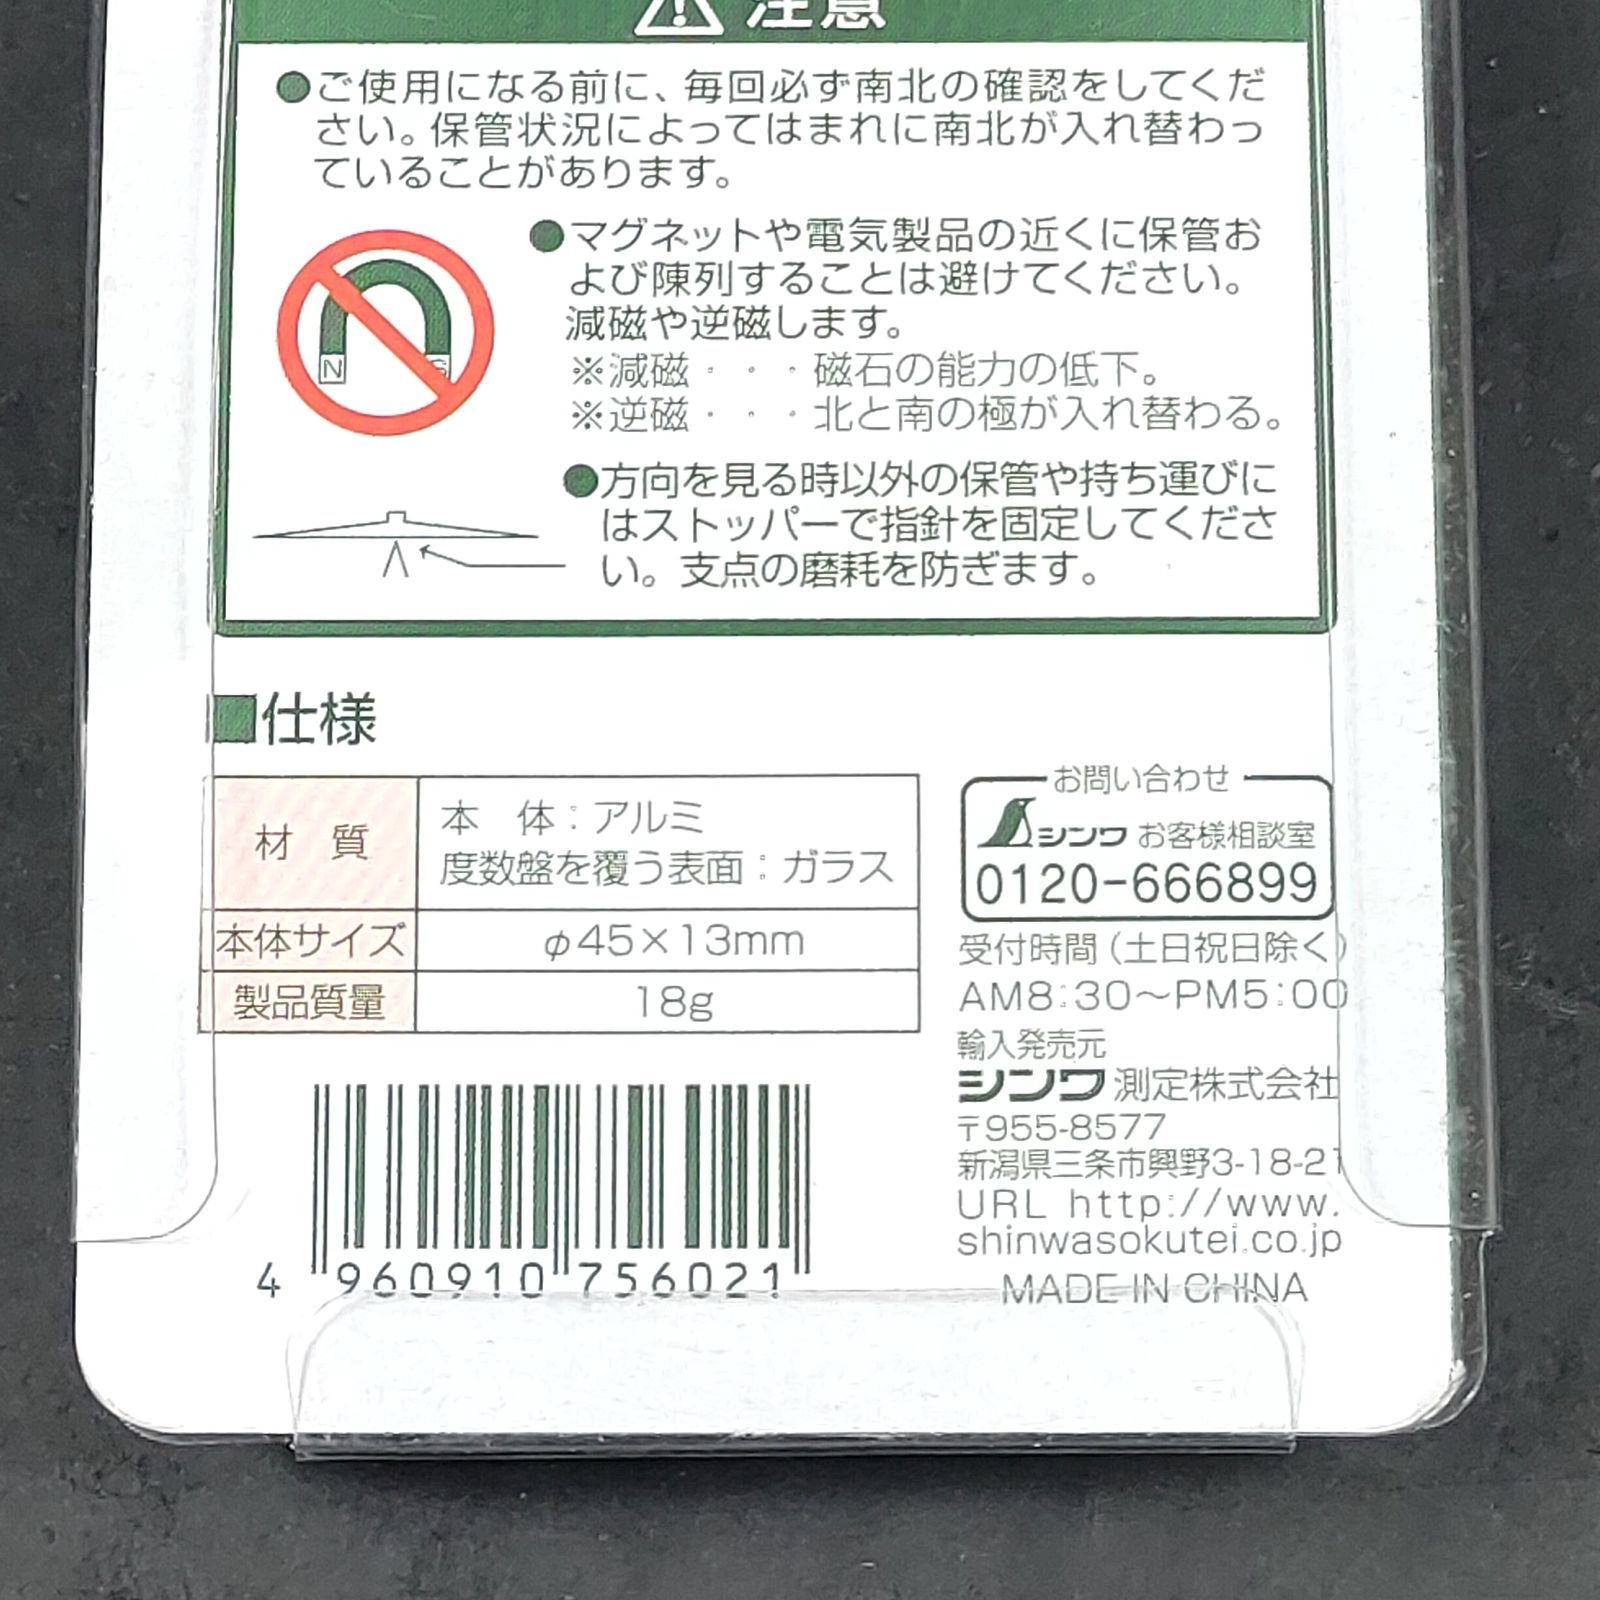 注意
●ご使用になる前に、毎回必ず南北の確認をしてくだ
さい。保管状況によってはまれに南北が入れ替わっ
ていることがあります。
●マグネットや電気製品の近くに保管お
よび陳列することは避けてください。
減磁や逆磁します。
※減磁・・・磁石の能力の低下。
※逆磁・・・北と南の極が入れ替わる。
N S
●方向を見る時以外の保管や持ち運びに
はストッパーで指針を固定してくださ
い。支点の磨耗を防ぎます。
■仕様
材 質
本 体:アルミ
度数盤を覆う表面:ガラス
本体サイズ
φ45×13mm
製品質量
18g
お問い合わせ
シンワ お客様相談室
0120-666899
受付時間(土日祝日除く)
AM8:30~PM5:00
輸入発売元
シンワ測定株式会社
〒955-8577
新潟県三条市興野3-18-21
URL http://www.
shinwasokutei.co.jp
MADE IN CHINA
4 960910 756021